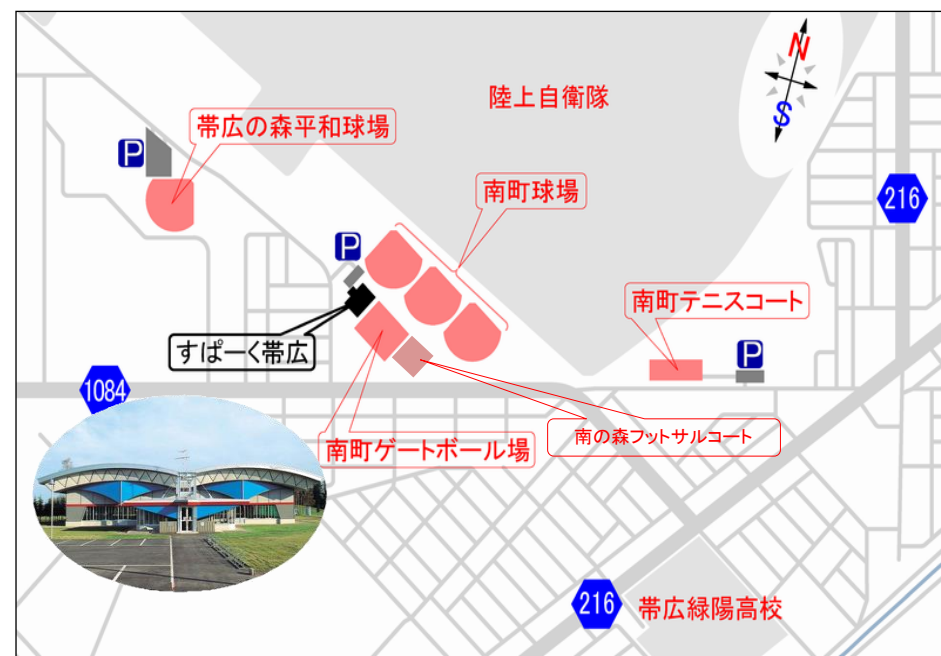 N
S
陸上自衛隊
帯広の森平和球場
P
南町球場
216
P
南町テニスコート
すぱーく帯広
P
1084
南の森フットサルコート
南町ゲートボール場
216
帯広緑陽高校